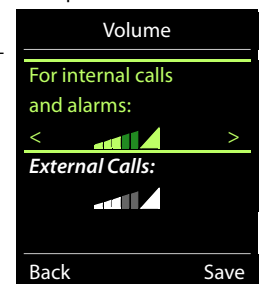 Volume
For internal calls
and alarms:
< >
External Calls:
Back Save